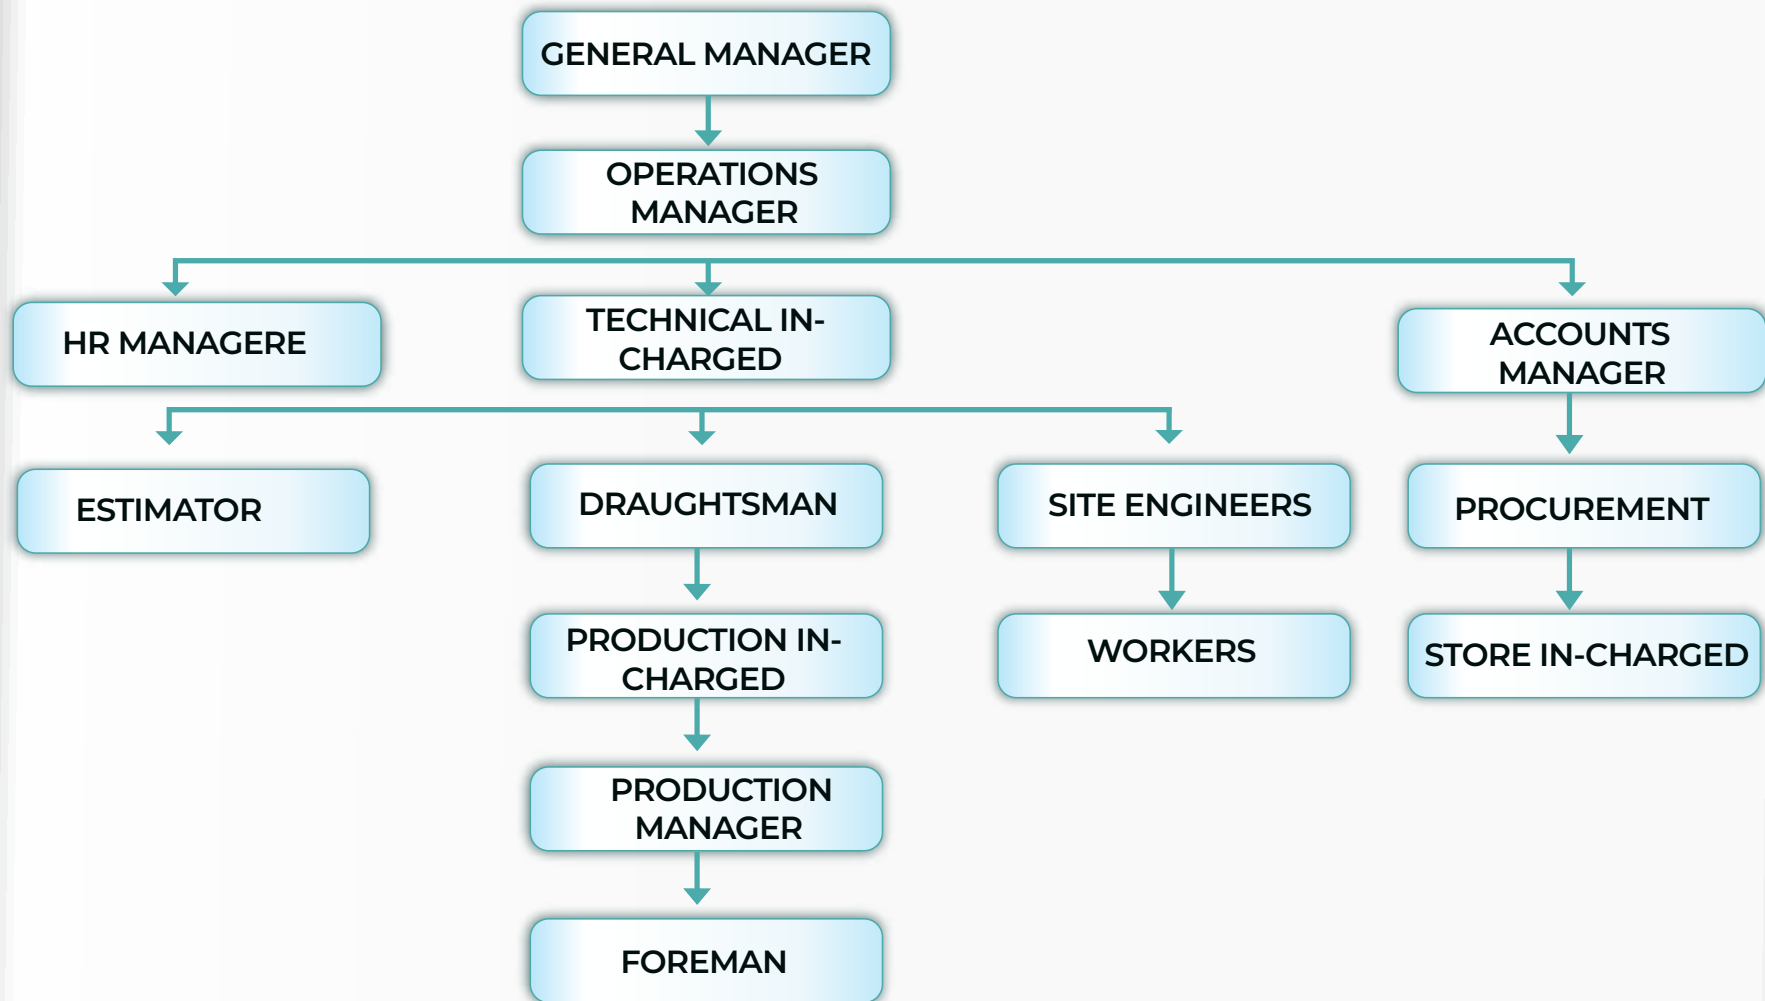 GENERAL MANAGER
OPERATIONS
MANAGER
HR MANAGERE
TECHNICAL IN-
CHARGED
ACCOUNTS
MANAGER
ESTIMATOR
DRAUGHTSMAN
SITE ENGINEERS
PROCUREMENT
PRODUCTION IN-
CHARGED
WORKERS
STORE IN-CHARGED
PRODUCTION
MANAGER
FOREMAN